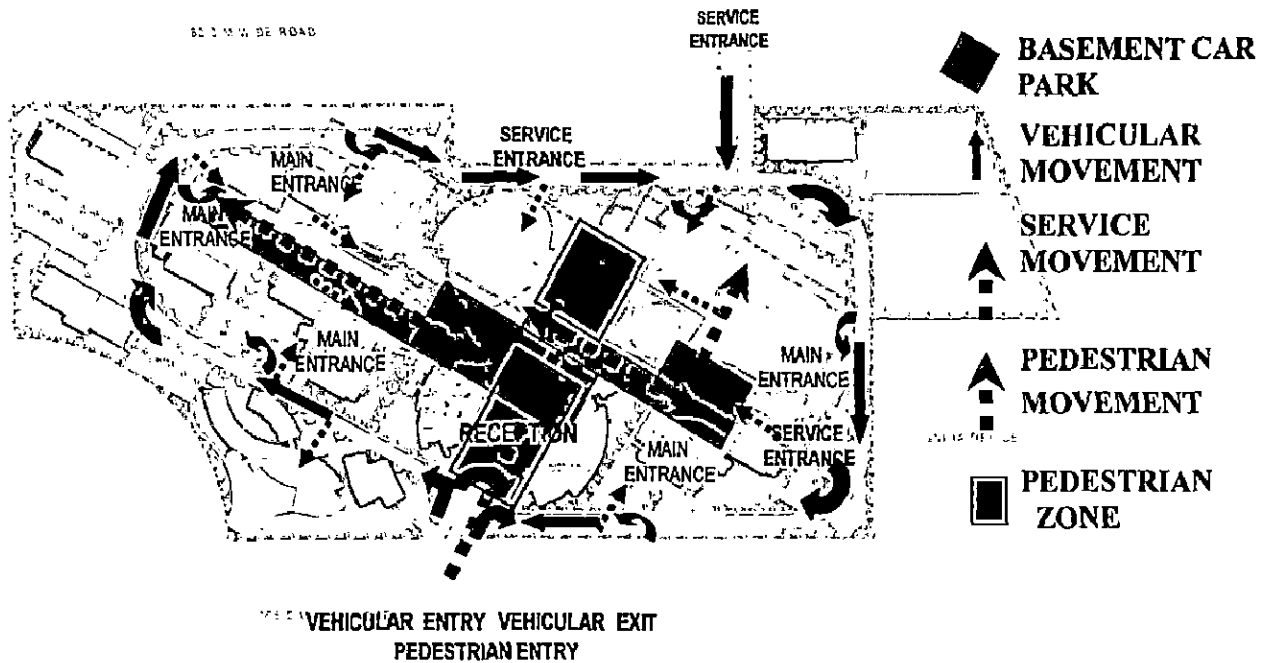 SERVICE
ENTRANCE
BASEMENT CAR
PARK
VEHICULAR
MOVEMENT
SERVICE
MOVEMENT
PEDESTRIAN
MOVEMENT
PEDESTRIAN
ZONE
ROAD
SERVICE
ENTRANCE
MAIN
ENTRANCE
MAIN
ENTRANCE
MAIN
ENTRANCE
MAIN
ENTRANCE
RECEPTION
MAIN
ENTRANCE
SERVICE
ENTRANCE
VEHICULAR ENTRY VEHICULAR EXIT
PEDESTRIAN ENTRY